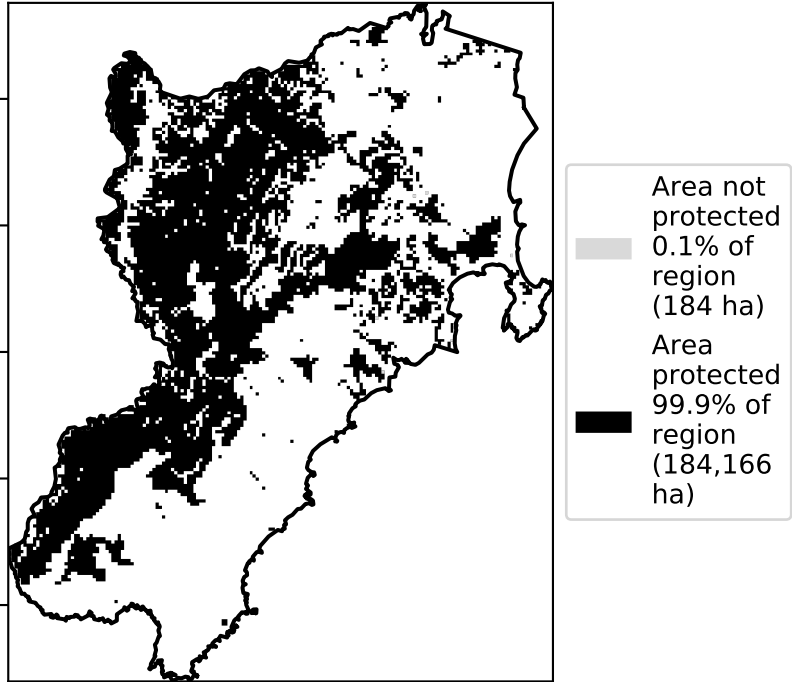 Area not
protected
0.1% of
region
(184 ha)
Area
protected
99.9% of
region
(184,166
ha)